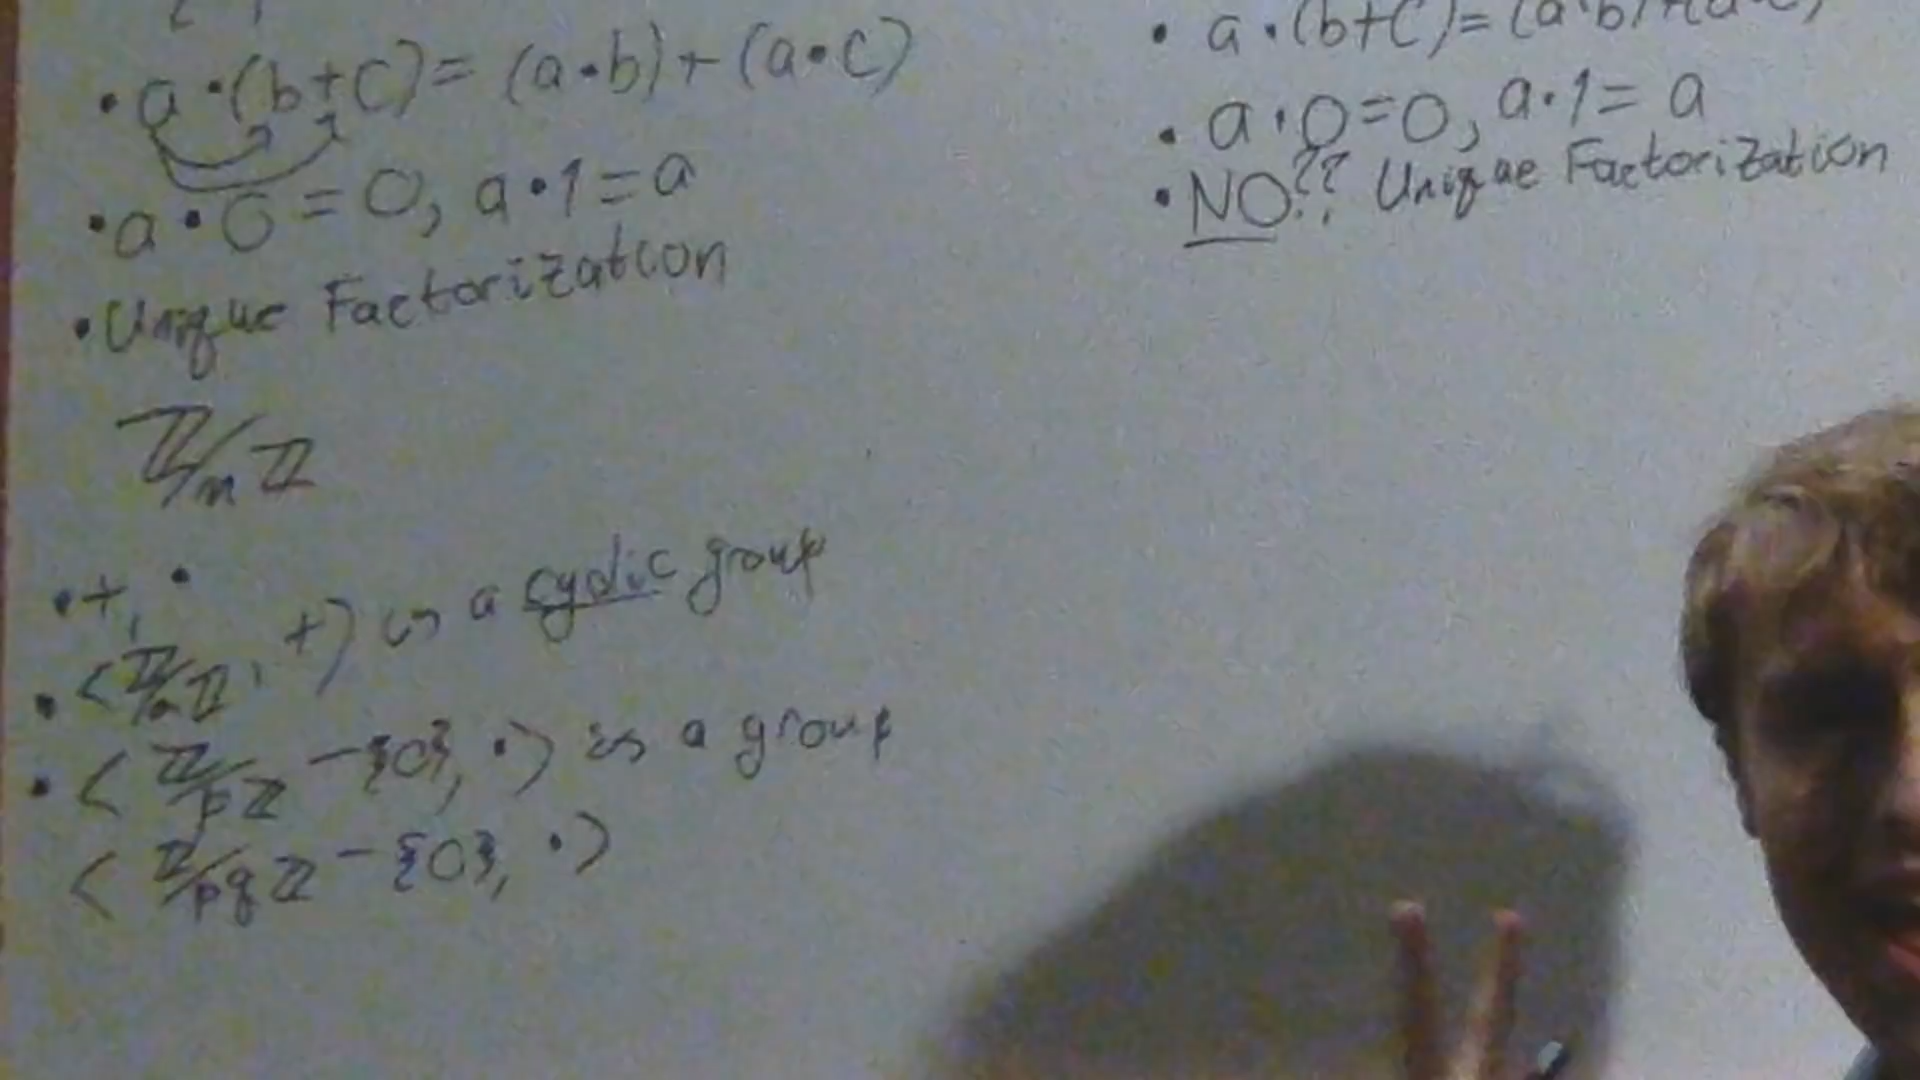 • a·(b+c) = (a·b)+(a·c)
• a·0=0, a·1=a
• Unique Factorization
ℤ/nℤ
• +, ·
• <ℤ/nℤ, +> is a cyclic group
• <ℤ/pℤ-{0}, ·> is a group
<ℤ/pqℤ-{0}, ·>
• a·(b+c)=(a·b)+(a·c)
• a·0=0, a·1=a
• NO?? Unique Factorization